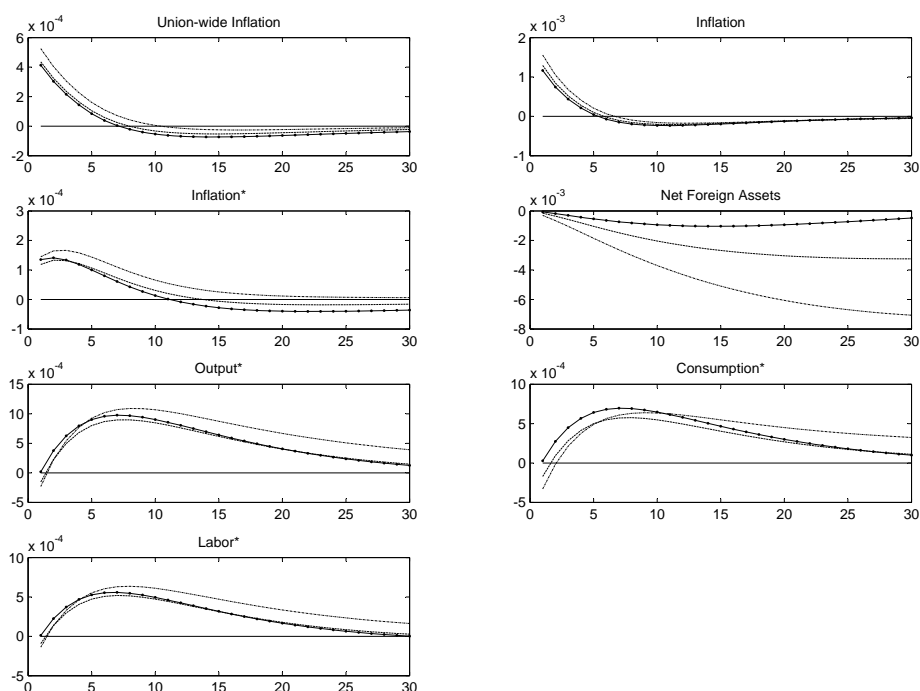 Union-wide Inflation
x 10^-4
6
4
2
0
-2
0 5 10 15 20 25 30
Inflation
x 10^-3
2
1
0
-1
0 5 10 15 20 25 30
Inflation*
x 10^-4
3
2
1
0
-1
0 5 10 15 20 25 30
Net Foreign Assets
x 10^-3
0
-2
-4
-6
-8
0 5 10 15 20 25 30
Output*
x 10^-4
15
10
5
0
-5
0 5 10 15 20 25 30
Consumption*
x 10^-4
10
5
0
-5
0 5 10 15 20 25 30
Labor*
x 10^-4
10
5
0
-5
0 5 10 15 20 25 30